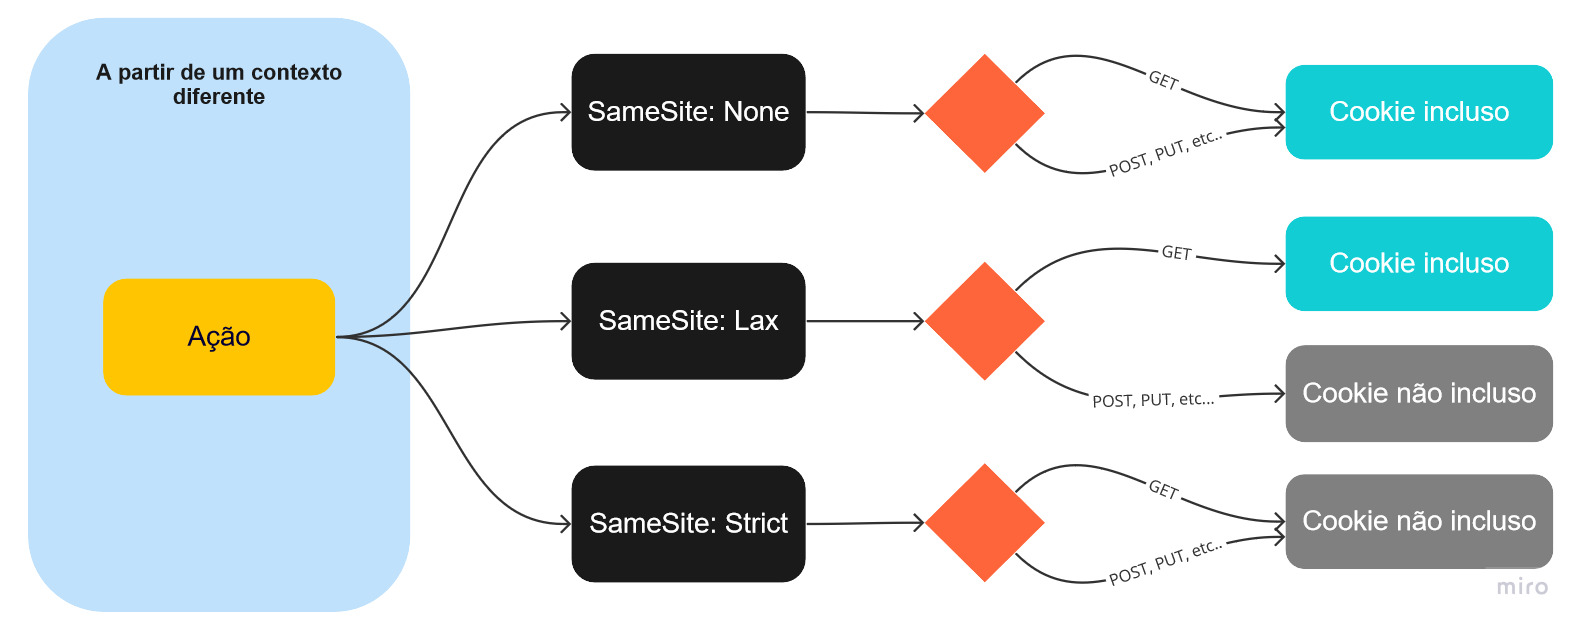 A partir de um contexto
diferente
Ação
SameSite: None
GET
POST, PUT, etc..
Cookie incluso
SameSite: Lax
GET
Cookie incluso
POST, PUT, etc...
Cookie não incluso
SameSite: Strict
GET
POST, PUT, etc..
Cookie não incluso
miro